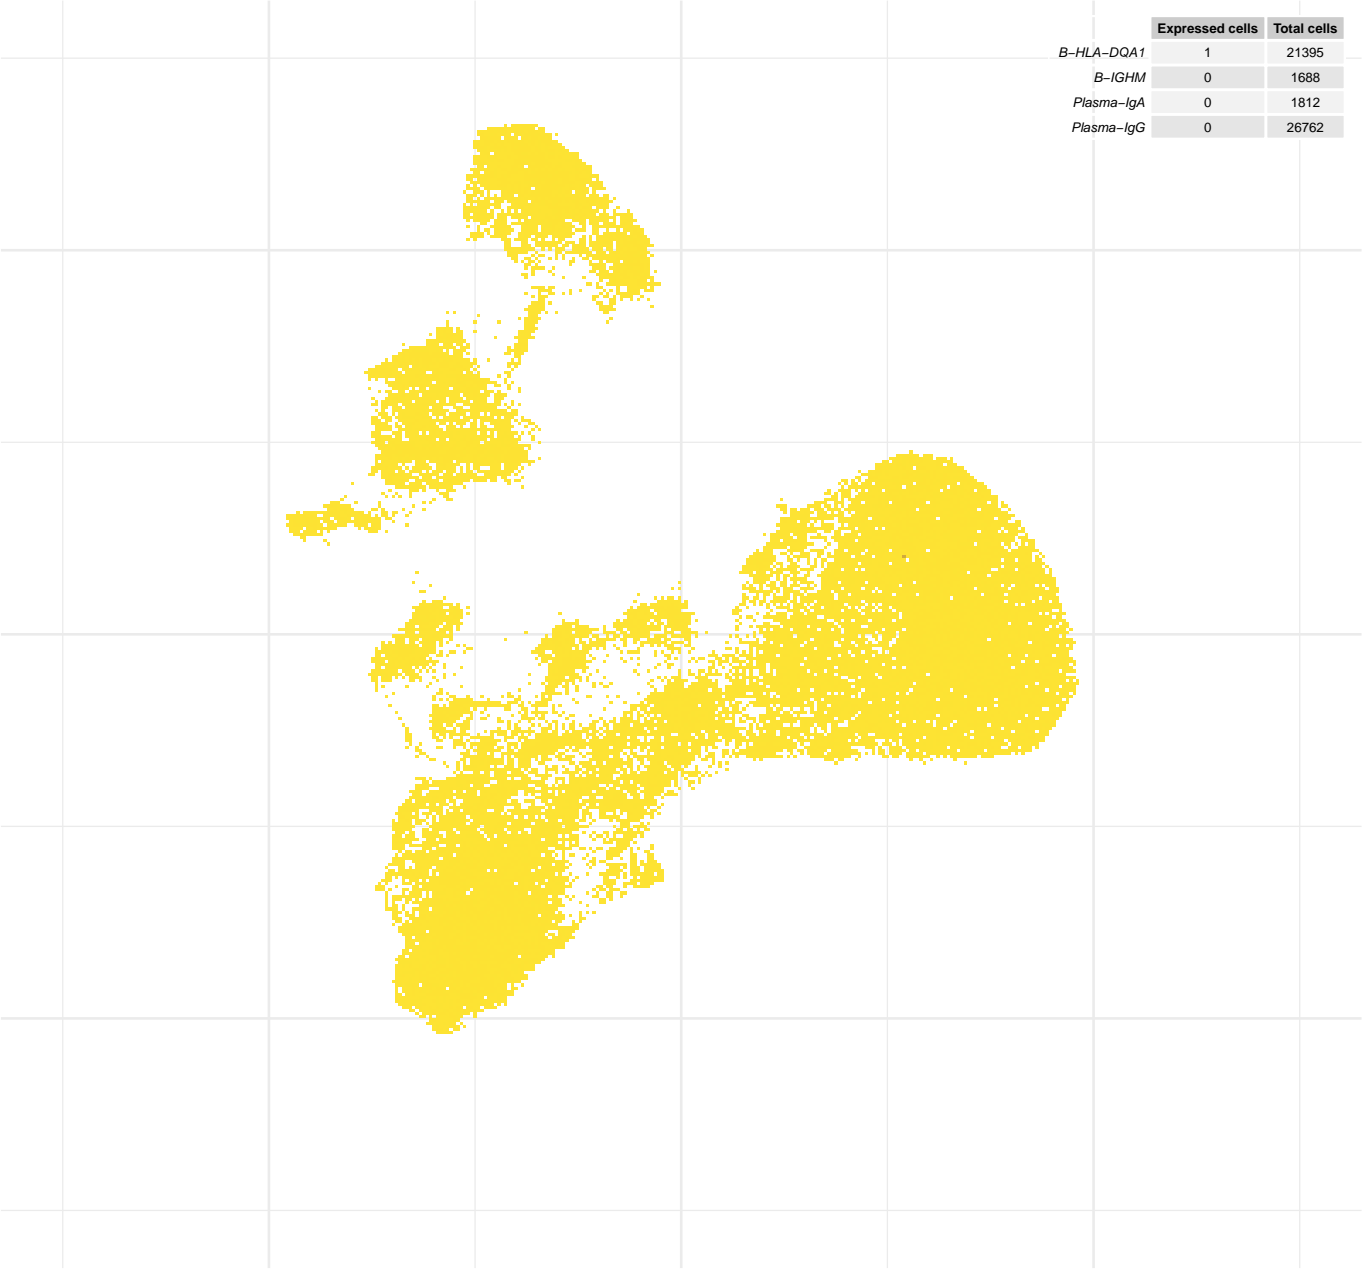 Expressed cells Total cells
B−HLA−DQA1 1 21395
B−IGHM 0 1688
Plasma−IgA 0 1812
Plasma−IgG 0 26762